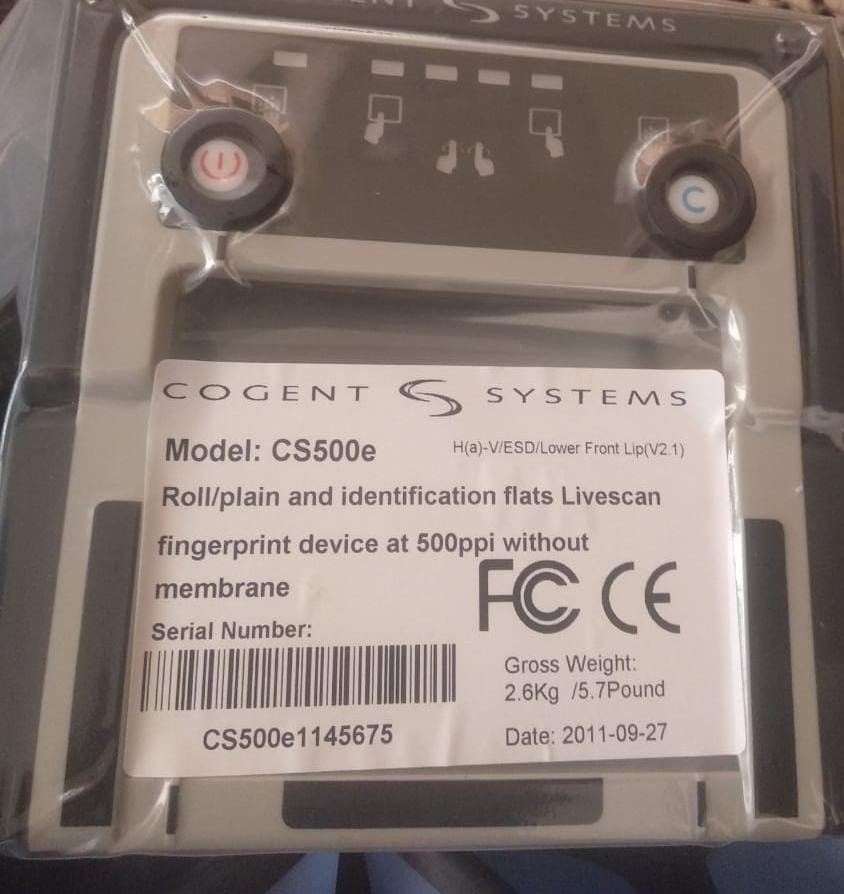 SYSTEMS
C
COGENT SYSTEMS
Model: CS500e
H(a)-V/ESD/Lower Front Lip(V2.1)
Roll/plain and identification flats Livescan
fingerprint device at 500ppi without
membrane
FC CE
Serial Number:
Gross Weight:
2.6Kg /5.7Pound
CS500e1145675
Date: 2011-09-27